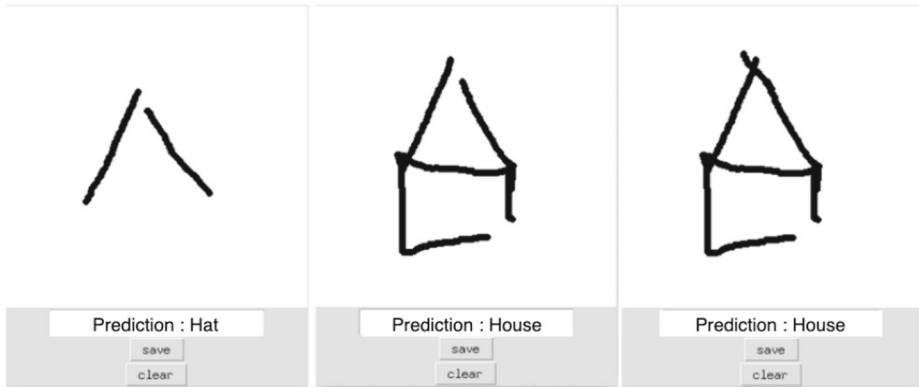 Prediction : Hat
save
clear
Prediction : House
save
clear
Prediction : House
save
clear